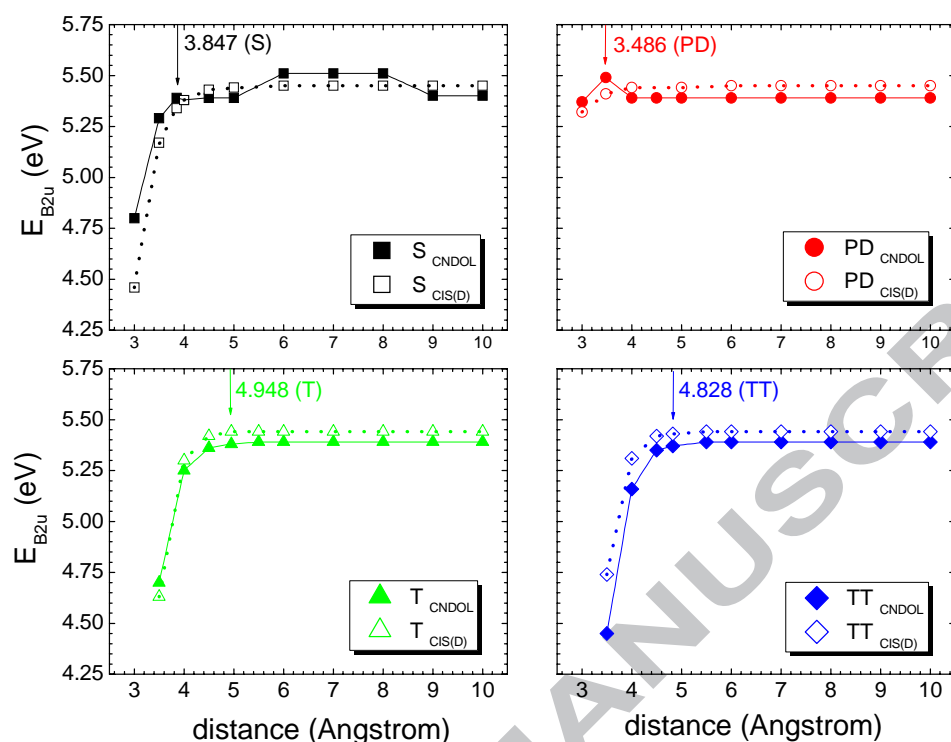 5.75
5.50
5.25
5.00
4.75
4.50
4.25
E B2u (eV)
3.847 (S)
S CNDOL
S CIS(D)
3 4 5 6 7 8 9 10
3.486 (PD)
PD CNDOL
PD CIS(D)
3 4 5 6 7 8 9 10
5.75
5.50
5.25
5.00
4.75
4.50
4.25
E B2u (eV)
4.948 (T)
T CNDOL
T CIS(D)
3 4 5 6 7 8 9 10
distance (Angstrom)
4.828 (TT)
TT CNDOL
TT CIS(D)
3 4 5 6 7 8 9 10
distance (Angstrom)
ANUSCR